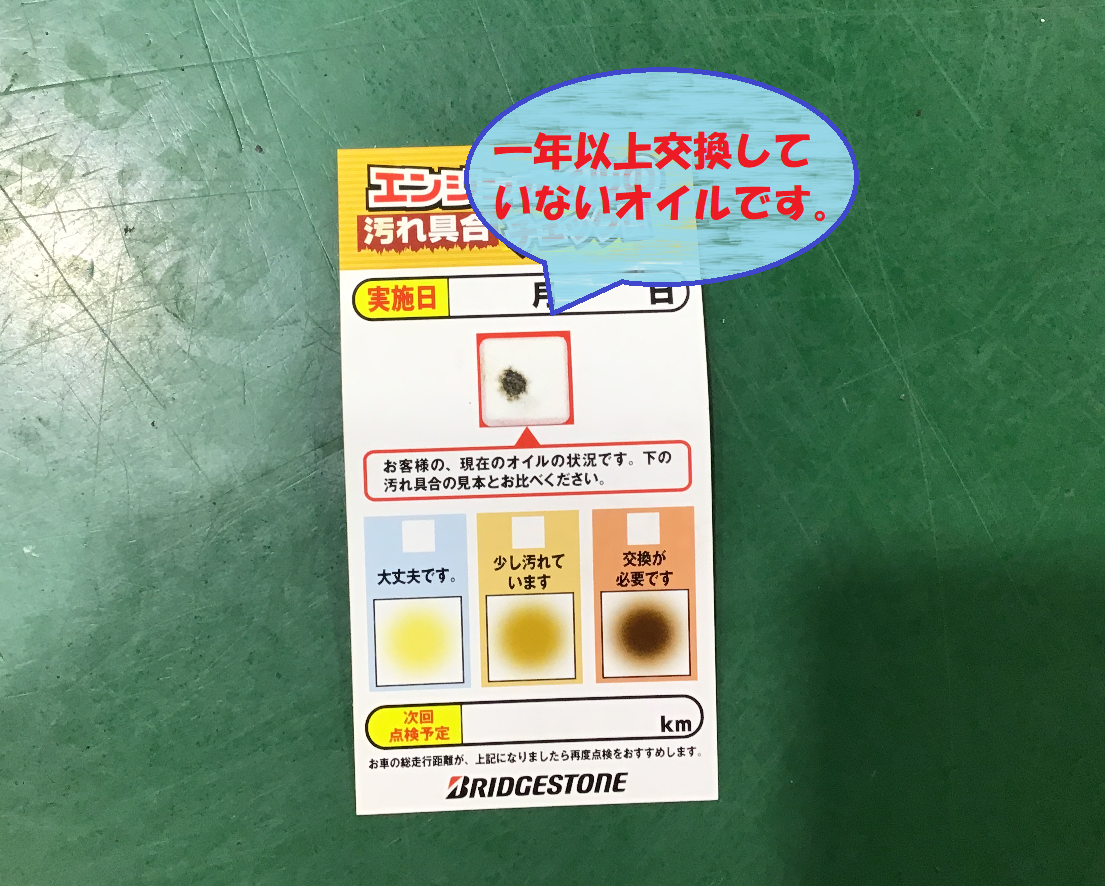 一年以上交換して
いないオイルです。
エンジ
汚れ具合
実施日 月 日
お客様の、現在のオイルの状況です。下の
汚れ具合の見本とお比べください。
大丈夫です。
少し汚れて
います
交換が
必要です
次回
点検予定
km
お車の総走行距離が、上記になりましたら再度点検をおすすめします。
BRIDGESTONE